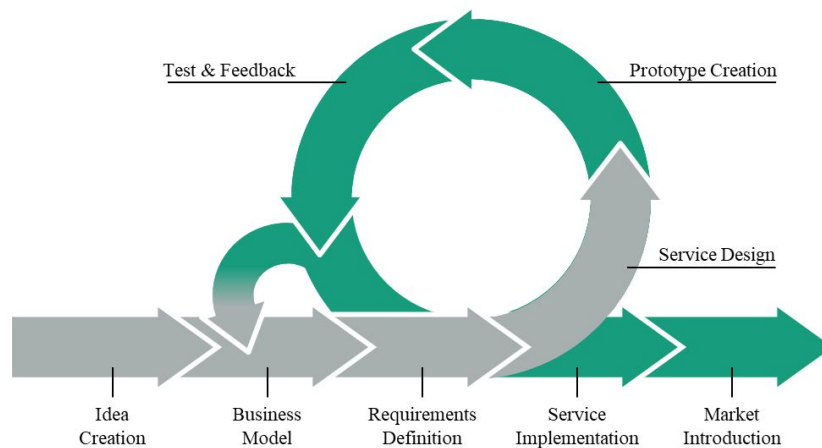 Test & Feedback
Prototype Creation
Service Design
Idea
Creation
Business
Model
Requirements
Definition
Service
Implementation
Market
Introduction